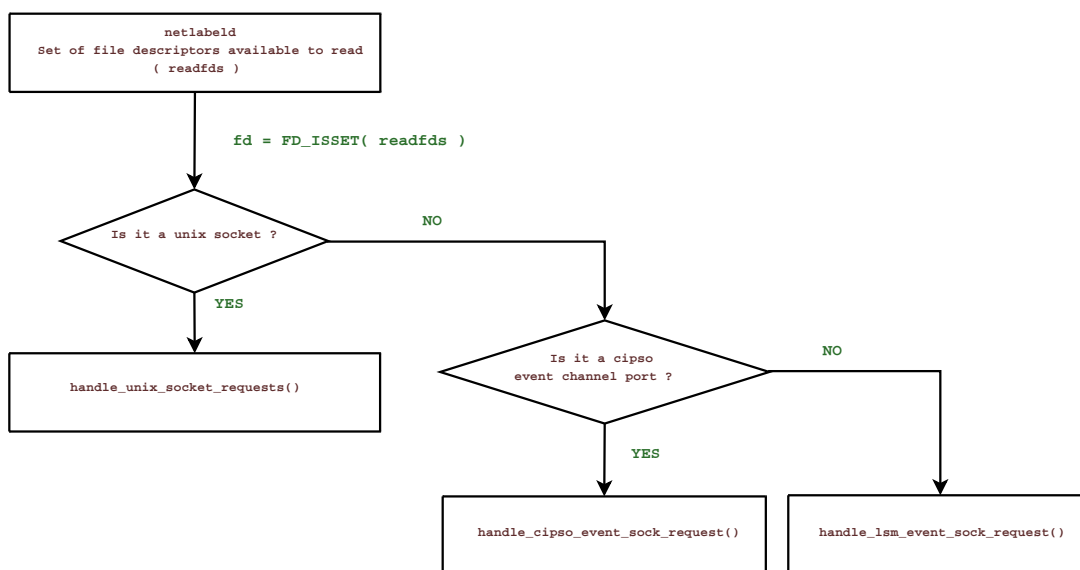 netlabeld
Set of file descriptors available to read
( readfds )
fd = FD_ISSET( readfds )
Is it a unix socket ?
NO
YES
handle_unix_socket_requests()
Is it a cipso
event channel port ?
NO
YES
handle_cipso_event_sock_request()
handle_lsm_event_sock_request()